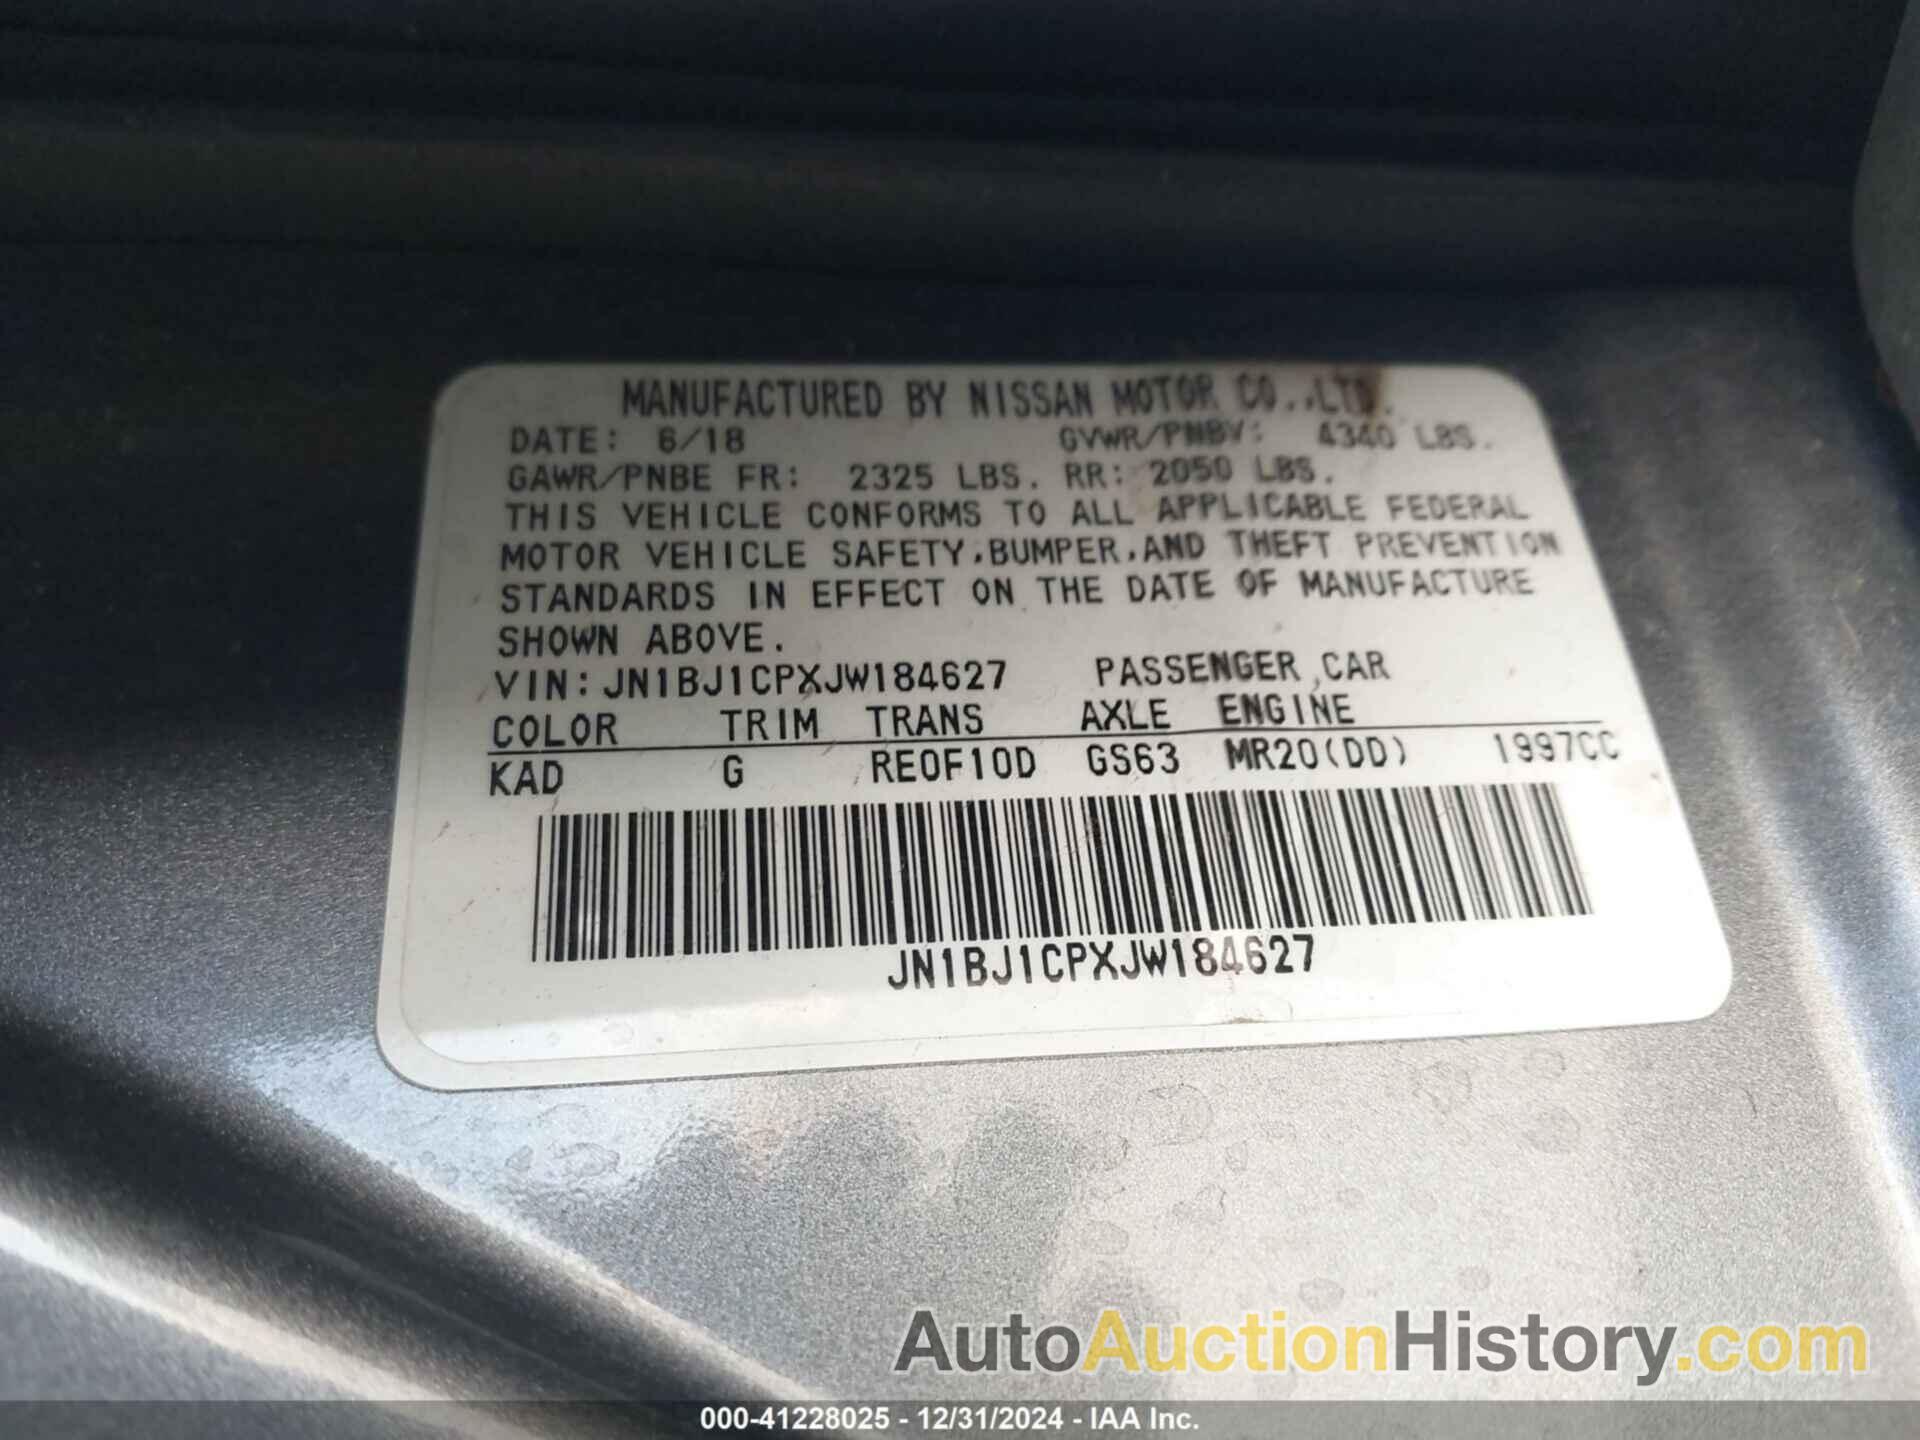 MANUFACTURED BY NISSAN MOTOR CO.,LTD.
DATE: 6/18 GVWR/PNBV: 4340 LBS.
GAWR/PNBE FR: 2325 LBS. RR: 2050 LBS.
THIS VEHICLE CONFORMS TO ALL APPLICABLE FEDERAL
MOTOR VEHICLE SAFETY,BUMPER,AND THEFT PREVENTION
STANDARDS IN EFFECT ON THE DATE OF MANUFACTURE
SHOWN ABOVE.
VIN:JN1BJ1CPXJW184627 PASSENGER CAR
COLOR TRIM TRANS AXLE ENGINE
KAD G RE0F10D GS63 MR20(DD) 1997CC
JN1BJ1CPXJW184627
AutoAuctionHistory.com
000-41228025 - 12/31/2024 - IAA Inc.